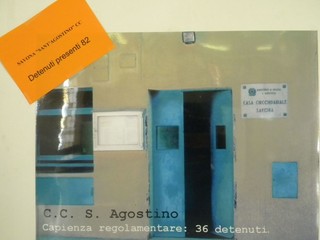 SAVONA "SANT'AGOSTINO" CC
Detenuti presenti 82
CASA CIRCONDARIALE
SAVONA
C.C. S. Agostino
Capienza regolamentare: 36 detenuti